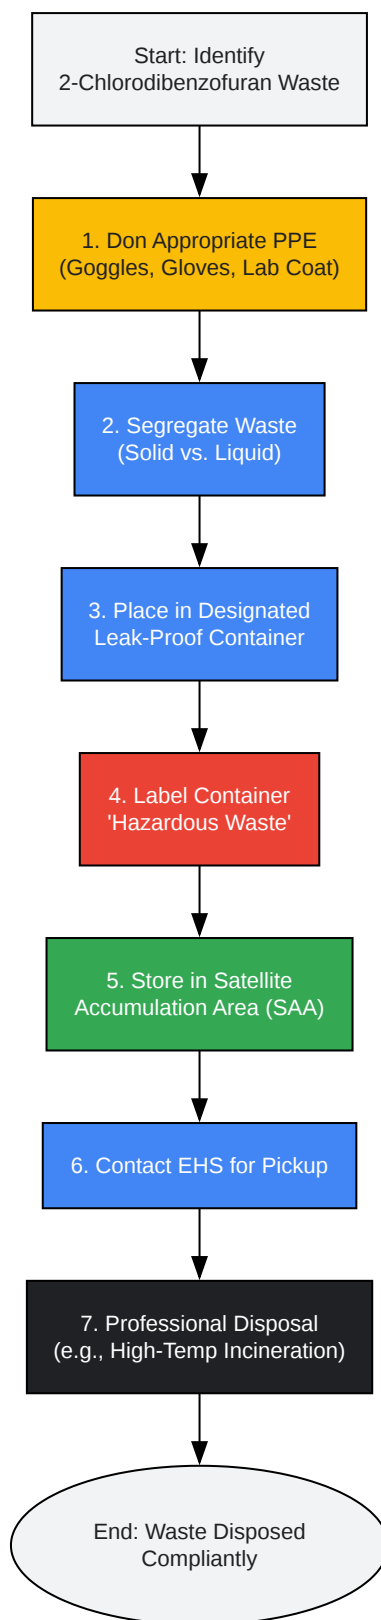 Start: Identify
2-Chlorodibenzofuran Waste
1. Don Appropriate PPE
(Goggles, Gloves, Lab Coat)
2. Segregate Waste
(Solid vs. Liquid)
3. Place in Designated
Leak-Proof Container
4. Label Container
'Hazardous Waste'
5. Store in Satellite
Accumulation Area (SAA)
6. Contact EHS for Pickup
7. Professional Disposal
(e.g., High-Temp Incineration)
End: Waste Disposed
Compliantly